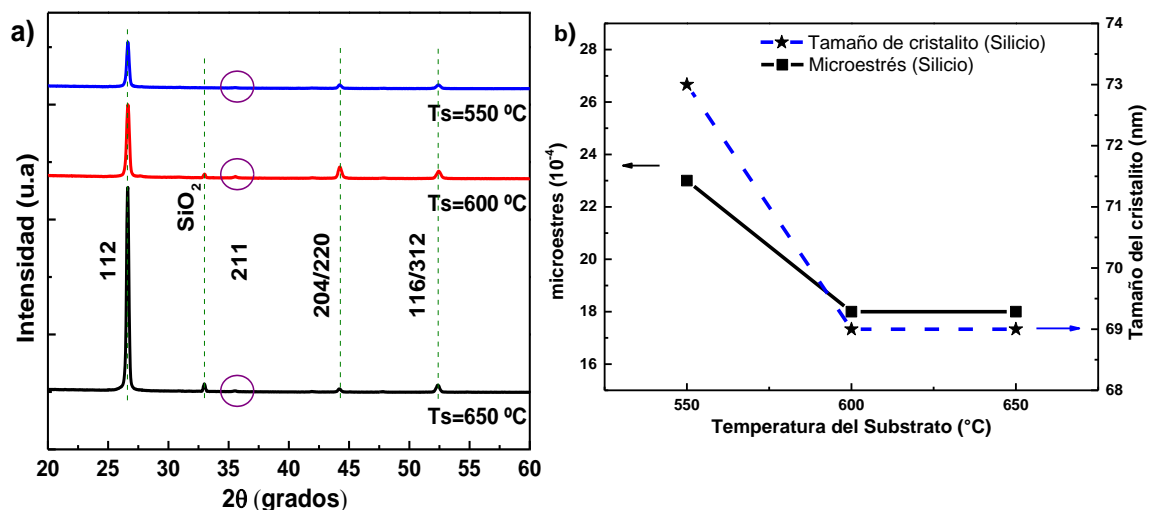 a)
Intensidad (u.a)
Ts=550 ºC
Ts=600 ºC
Ts=650 ºC
112
SiO2
211
204/220
116/312
20 25 30 35 40 45 50 55 60
2θ (grados)
b)
Tamaño de cristalito (Silicio)
Microestrés (Silicio)
microestres (10-4)
28
26
24
22
20
18
16
Tamaño del cristalito (nm)
74
73
72
71
70
69
68
550 600 650
Temperatura del Substrato (°C)